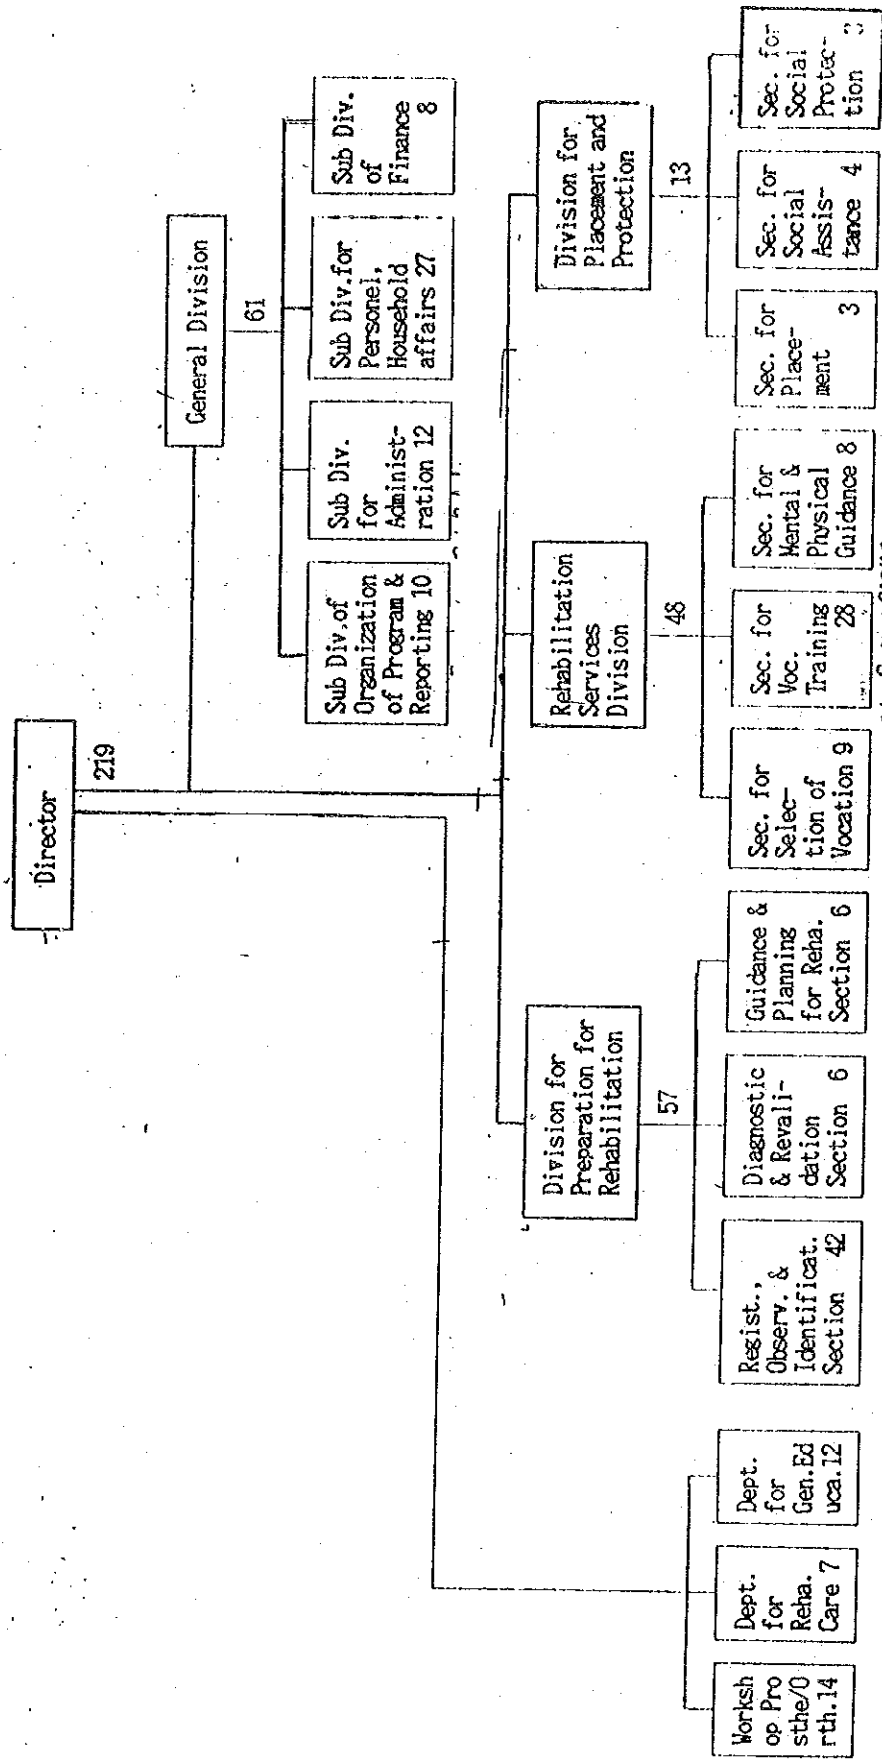 Director
219
General Division
61
Sub Div.of
Organization
of Program &
Reporting 10
Sub Div.
for
Administ-
ration 12
Sub Div.for
Personel,
Household
affairs 27
Sub Div.
of
Finance
8
Division for
Preparation for
Rehabilitation
57
Rehabilitation
Services
Division
48
Division for
Placement and
Protection
13
Worksh
op Pro
sthe/O
rth.14
Dept.
for
Reha.
Care 7
Dept.
for
Gen.Ed
uca.12
Regist.,
Observ. &
Identificat.
Section 42
Diagnostic
& Revali-
dation
Section 6
Guidance &
Planning
for Reha.
Section 6
Sec. for
Selec-
tion of
Vocation 9
Sec. for
Voc.
Training
28
Sec. for
Mental &
Physical
Guidance 8
Sec. for
Place-
ment
3
Sec. for
Social
Assis-
tance 4
Sec. for
Social
Protec-
tion